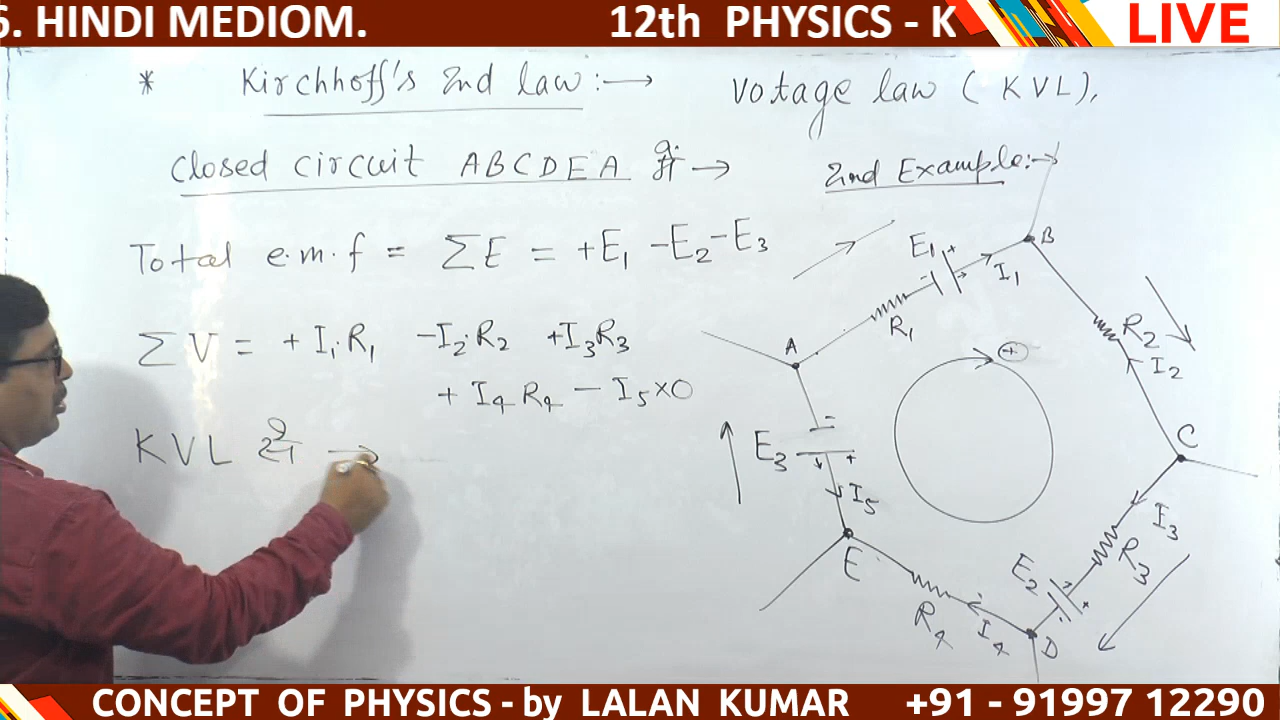 6. HINDI MEDIOM. 12th PHYSICS - K LIVE
* Kirchhoff's 2nd law:→ Votage law (KVL),
Closed circuit ABCDEA में →
2nd Example:→
Total e.m.f = ΣE = +E₁ -E₂ -E₃
ΣV = + I₁.R₁ -I₂.R₂ +I₃R₃
+ I₄R₄ - I₅×0
KVL से →
B
E₁ - +
I₁
R₁
A
R₂
I₂
+
C
E₃ - +
I₅
I₃
R₃
E₂ - +
E
R₄
I₄
D
CONCEPT OF PHYSICS - by LALAN KUMAR +91 - 91997 12290